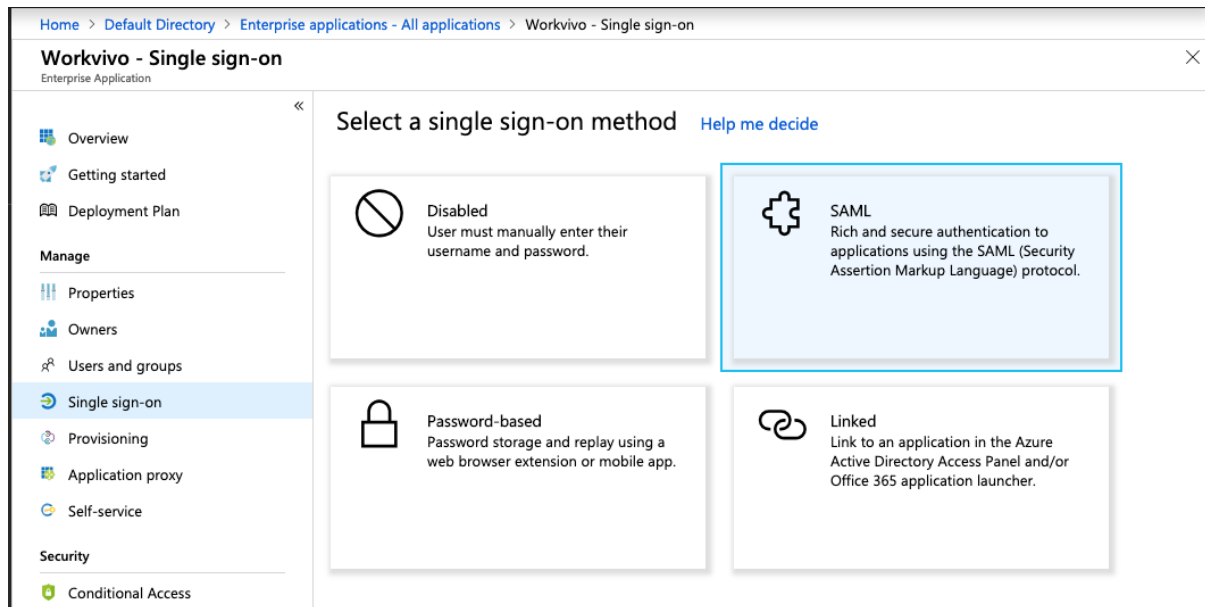 Home > Default Directory > Enterprise applications - All applications > Workvivo - Single sign-on
Workvivo - Single sign-on
Enterprise Application
Overview
Getting started
Deployment Plan
Manage
Properties
Owners
Users and groups
Single sign-on
Provisioning
Application proxy
Self-service
Security
Conditional Access
Select a single sign-on method Help me decide
Disabled
User must manually enter their
username and password.
SAML
Rich and secure authentication to
applications using the SAML (Security
Assertion Markup Language) protocol.
Password-based
Password storage and replay using a
web browser extension or mobile app.
Linked
Link to an application in the Azure
Active Directory Access Panel and/or
Office 365 application launcher.